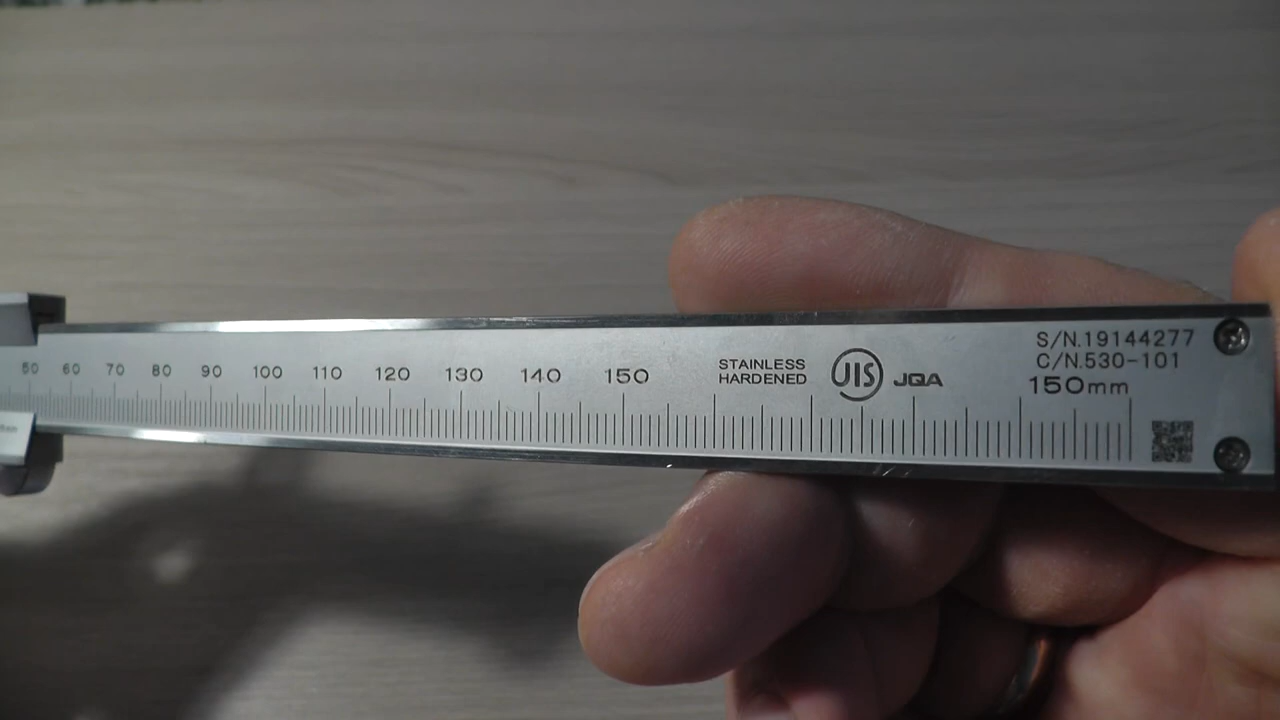 50 60 70 80 90 100 110 120 130 140 150
STAINLESS
HARDENED
JIS
JQA
S/N.19144277
C/N.530-101
150mm